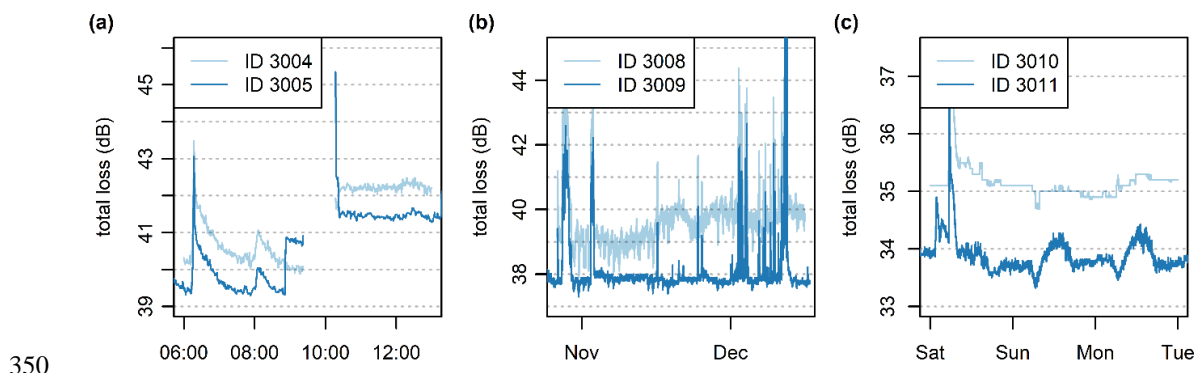 (a)
ID 3004
ID 3005
total loss (dB)
39
41
43
45
06:00
08:00
10:00
12:00
(b)
ID 3008
ID 3009
total loss (dB)
38
40
42
44
Nov
Dec
(c)
ID 3010
ID 3011
total loss (dB)
33
34
35
36
37
Sat
Sun
Mon
Tue
350